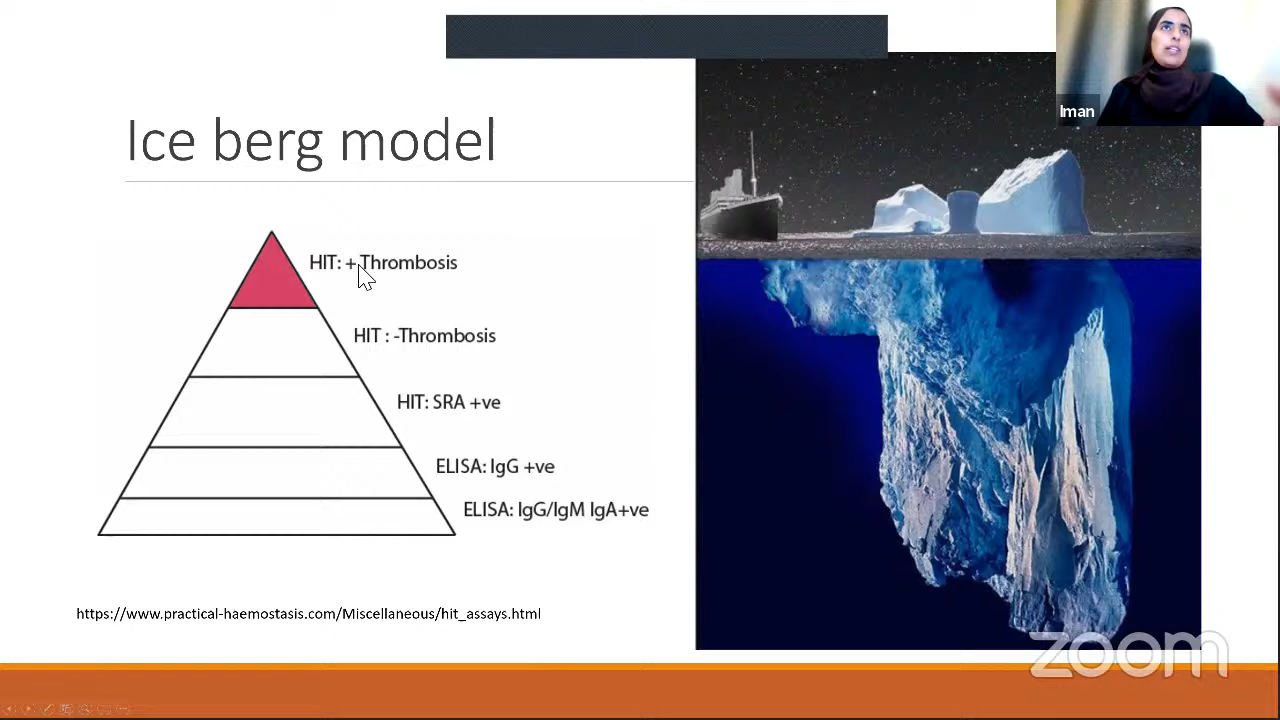 Iman
Ice berg model
HIT: + Thrombosis
HIT : -Thrombosis
HIT: SRA +ve
ELISA: IgG +ve
ELISA: IgG/IgM IgA+ve
https://www.practical-haemostasis.com/Miscellaneous/hit_assays.html
zoom